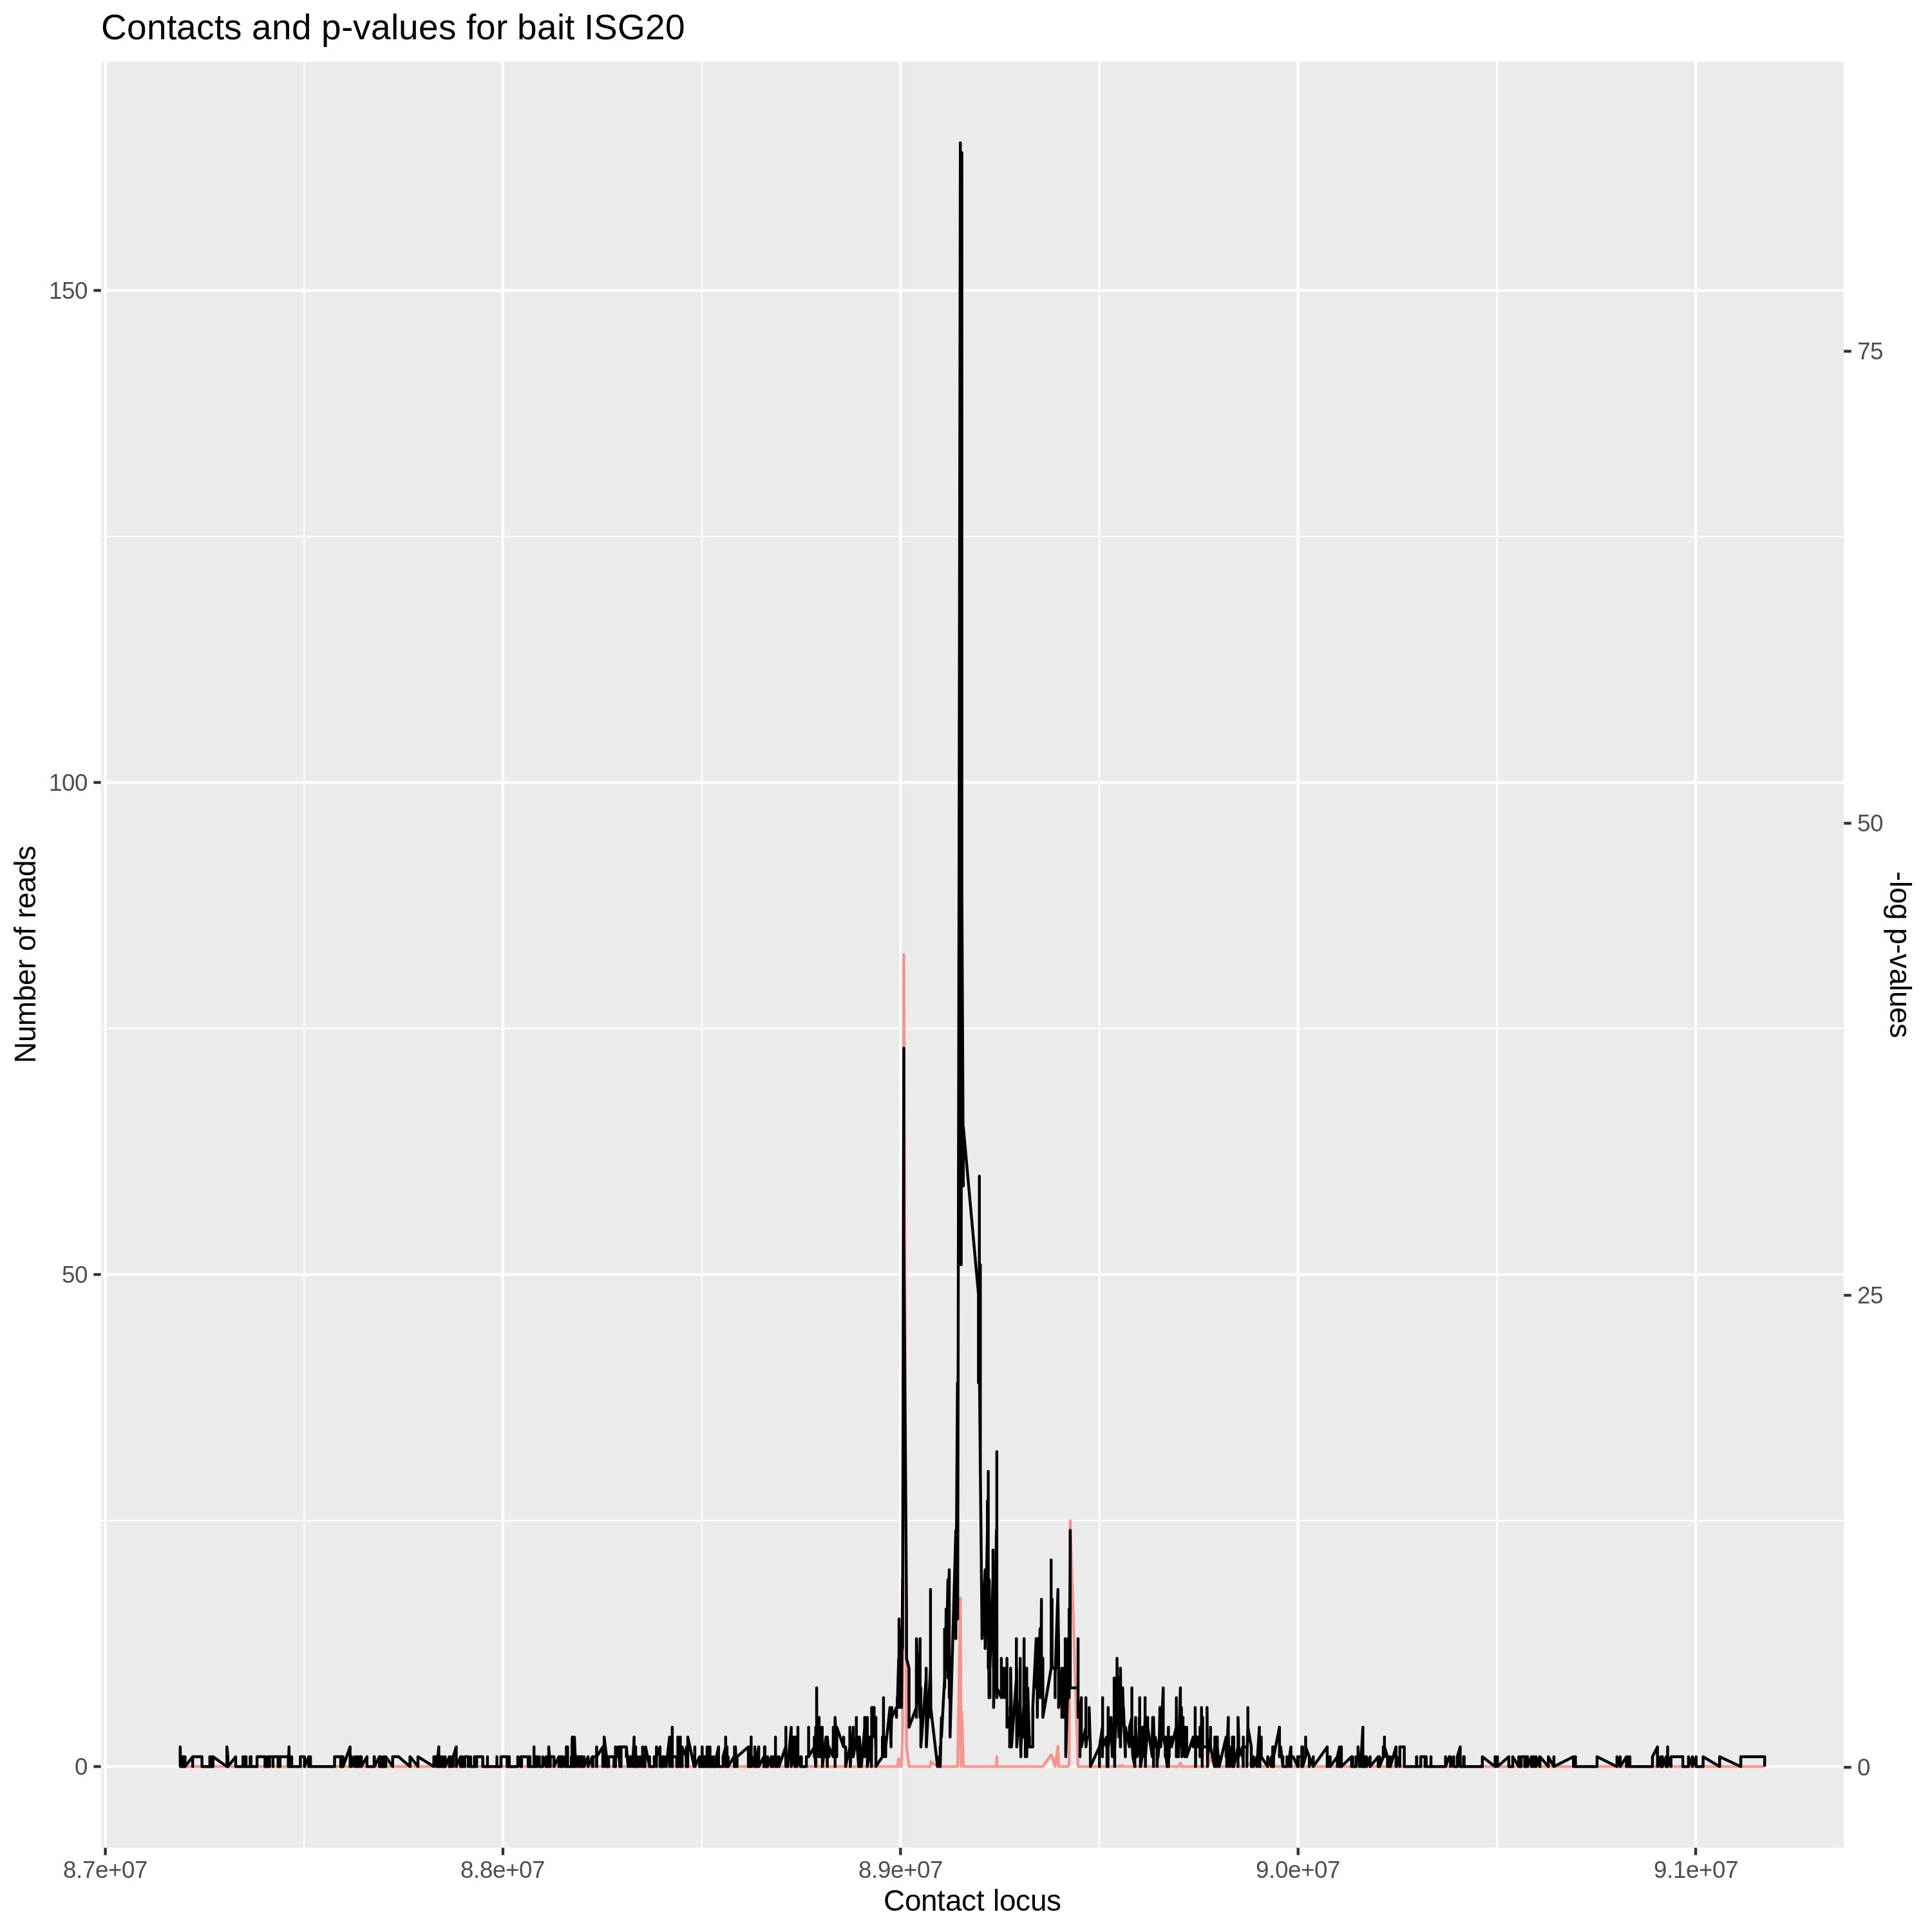 Contacts and p-values for bait ISG20
150
100
50
0
75
50
25
0
Number of reads
-log p-values
8.7e+07 8.8e+07 8.9e+07 9.0e+07 9.1e+07
Contact locus